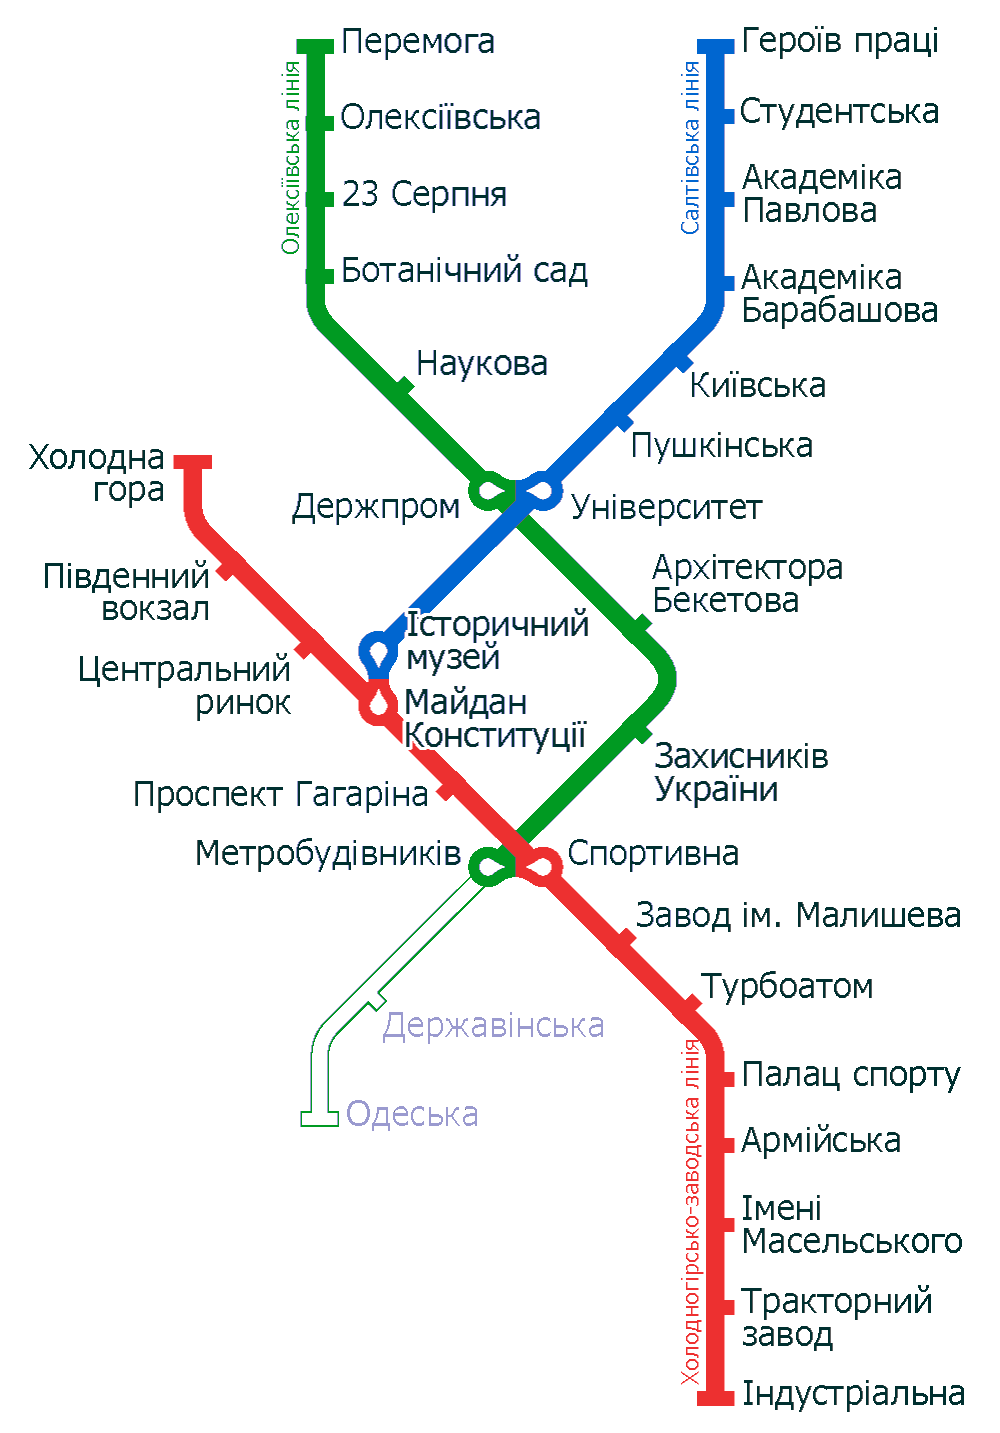 Перемога
Героїв праці
Олексіївська лінія
Салтівська лінія
Олексіївська
Студентська
23 Серпня
Академіка
Павлова
Ботанічний сад
Академіка
Барабашова
Наукова
Київська
Пушкінська
Холодна
гора
Держпром
Університет
Південний
вокзал
Архітектора
Бекетова
Історичний
музей
Центральний
ринок
Майдан
Конституції
Захисників
України
Проспект Гагаріна
Метробудівників
Спортивна
Завод ім. Малишева
Турбоатом
Державінська
Холодногірсько-заводська лінія
Палац спорту
Одеська
Армійська
Імені
Масельського
Тракторний
завод
Індустріальна